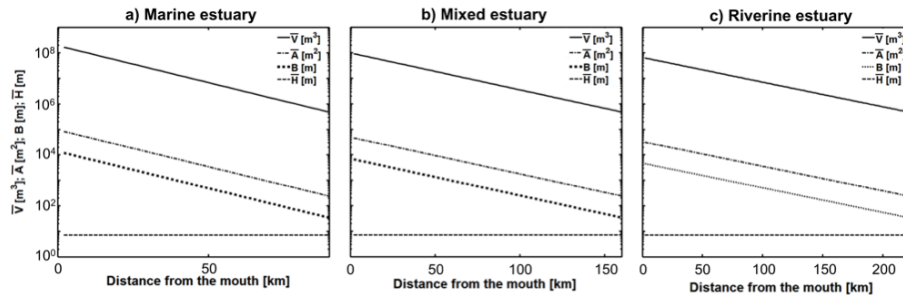 a) Marine estuary
b) Mixed estuary
c) Riverine estuary
V̅ [m³]; A̅ [m²]; B [m]; H̅ [m]
10⁸
10⁶
10⁴
10²
10⁰
V̅ [m³]
A̅ [m²]
B [m]
H̅ [m]
0 50
Distance from the mouth [km]
V̅ [m³]
A̅ [m²]
B [m]
H̅ [m]
0 50 100 150
Distance from the mouth [km]
V̅ [m³]
A̅ [m²]
B [m]
H̅ [m]
0 50 100 150 200
Distance from the mouth [km]